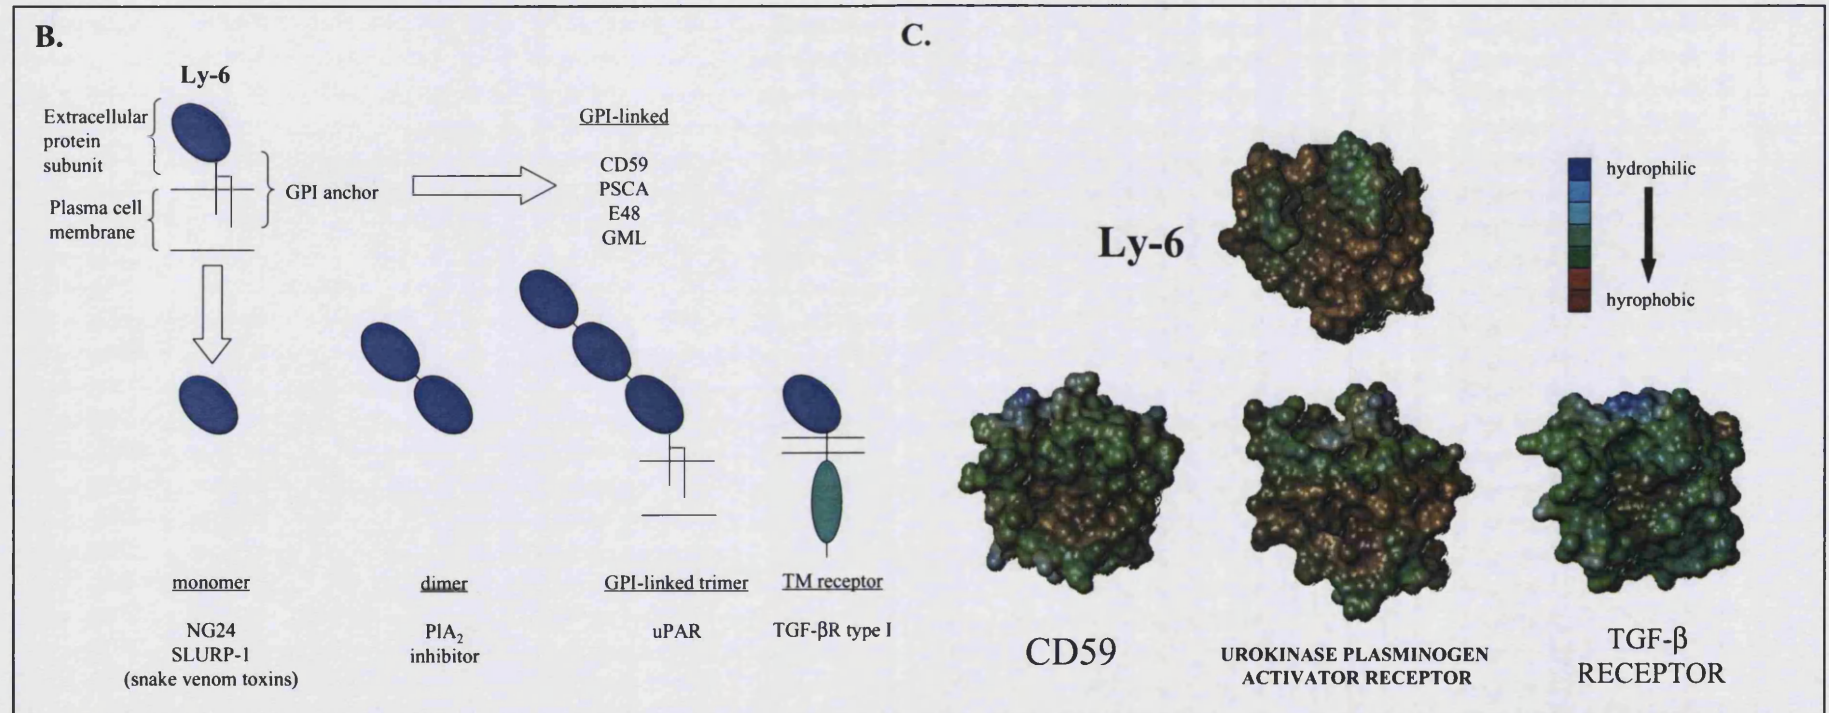 B.
Ly-6
Extracellular
protein
subunit
GPI anchor
Plasma cell
membrane
GPI-linked
CD59
PSCA
E48
GML
monomer
NG24
SLURP-1
(snake venom toxins)
dimer
PlA₂
inhibitor
GPI-linked trimer
uPAR
TM receptor
TGF-βR type I
C.
Ly-6
hydrophilic
hyrophobic
CD59
UROKINASE PLASMINOGEN
ACTIVATOR RECEPTOR
TGF-β
RECEPTOR